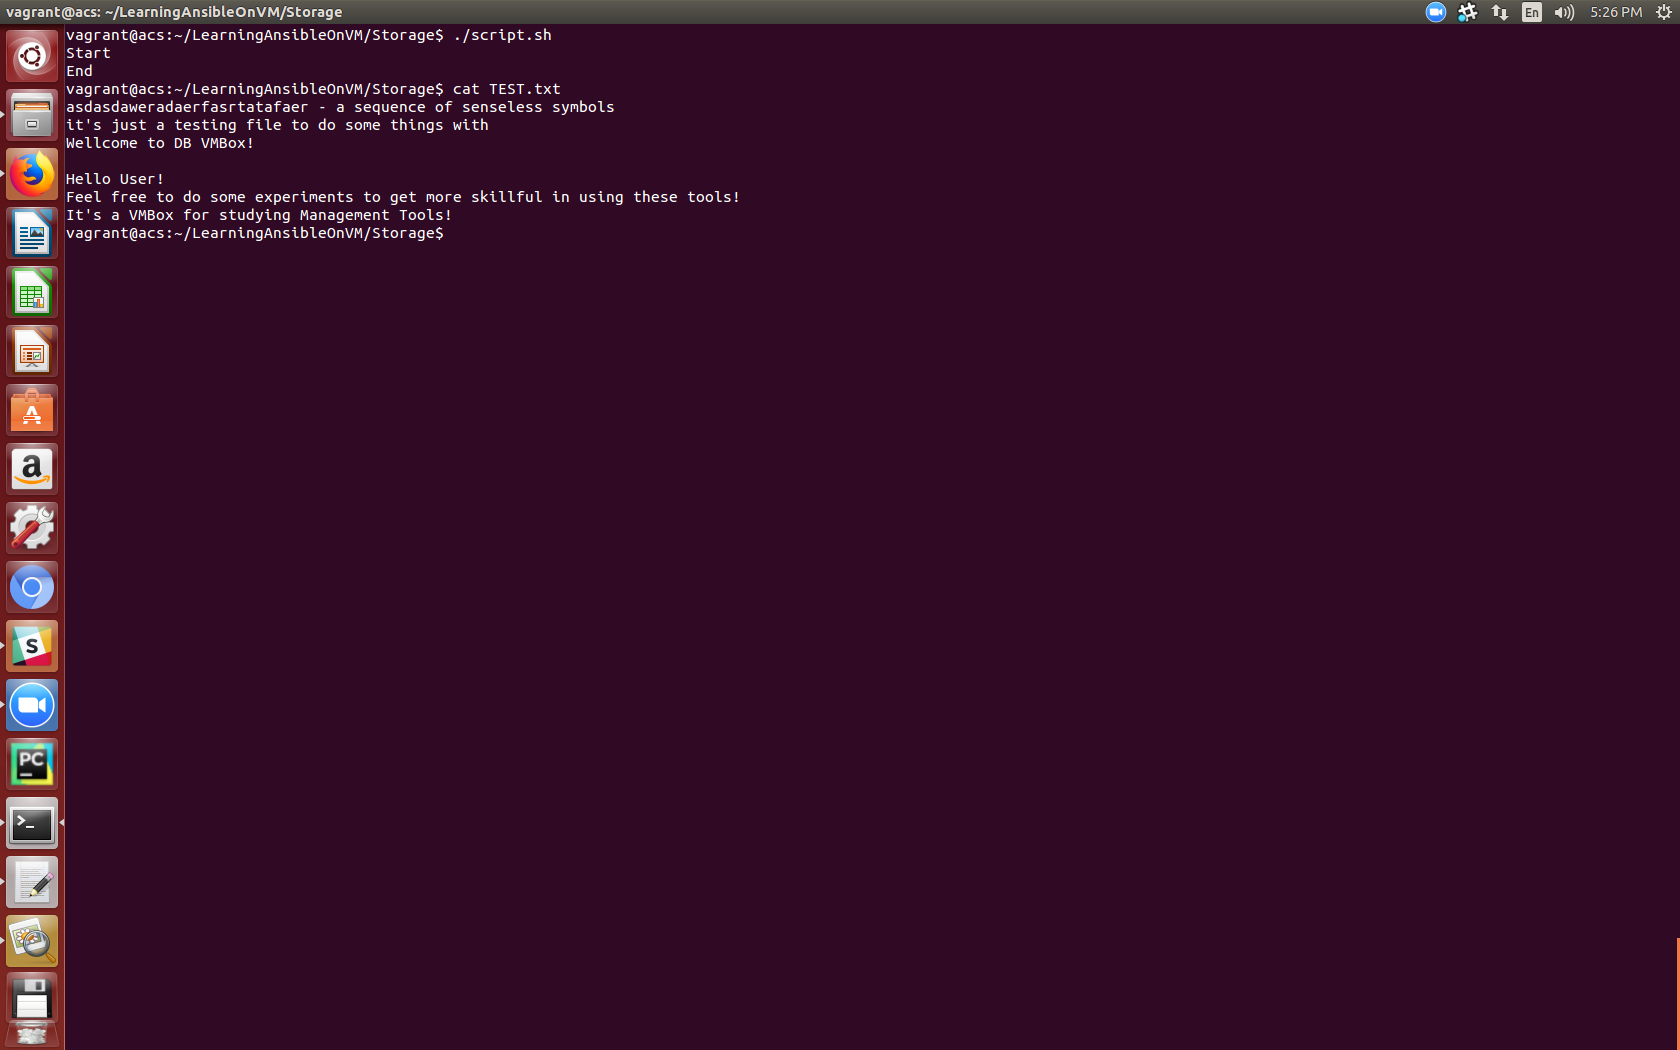 vagrant@acs: ~/LearningAnsibleOnVM/Storage
En
5:26 PM
vagrant@acs:~/LearningAnsibleOnVM/Storage$ ./script.sh
Start
End
vagrant@acs:~/LearningAnsibleOnVM/Storage$ cat TEST.txt
asdasdaweradaerfasrtatafaer - a sequence of senseless symbols
it's just a testing file to do some things with
Wellcome to DB VMBox!
Hello User!
Feel free to do some experiments to get more skillful in using these tools!
It's a VMBox for studying Management Tools!
vagrant@acs:~/LearningAnsibleOnVM/Storage$
A
a
S
PC
>_